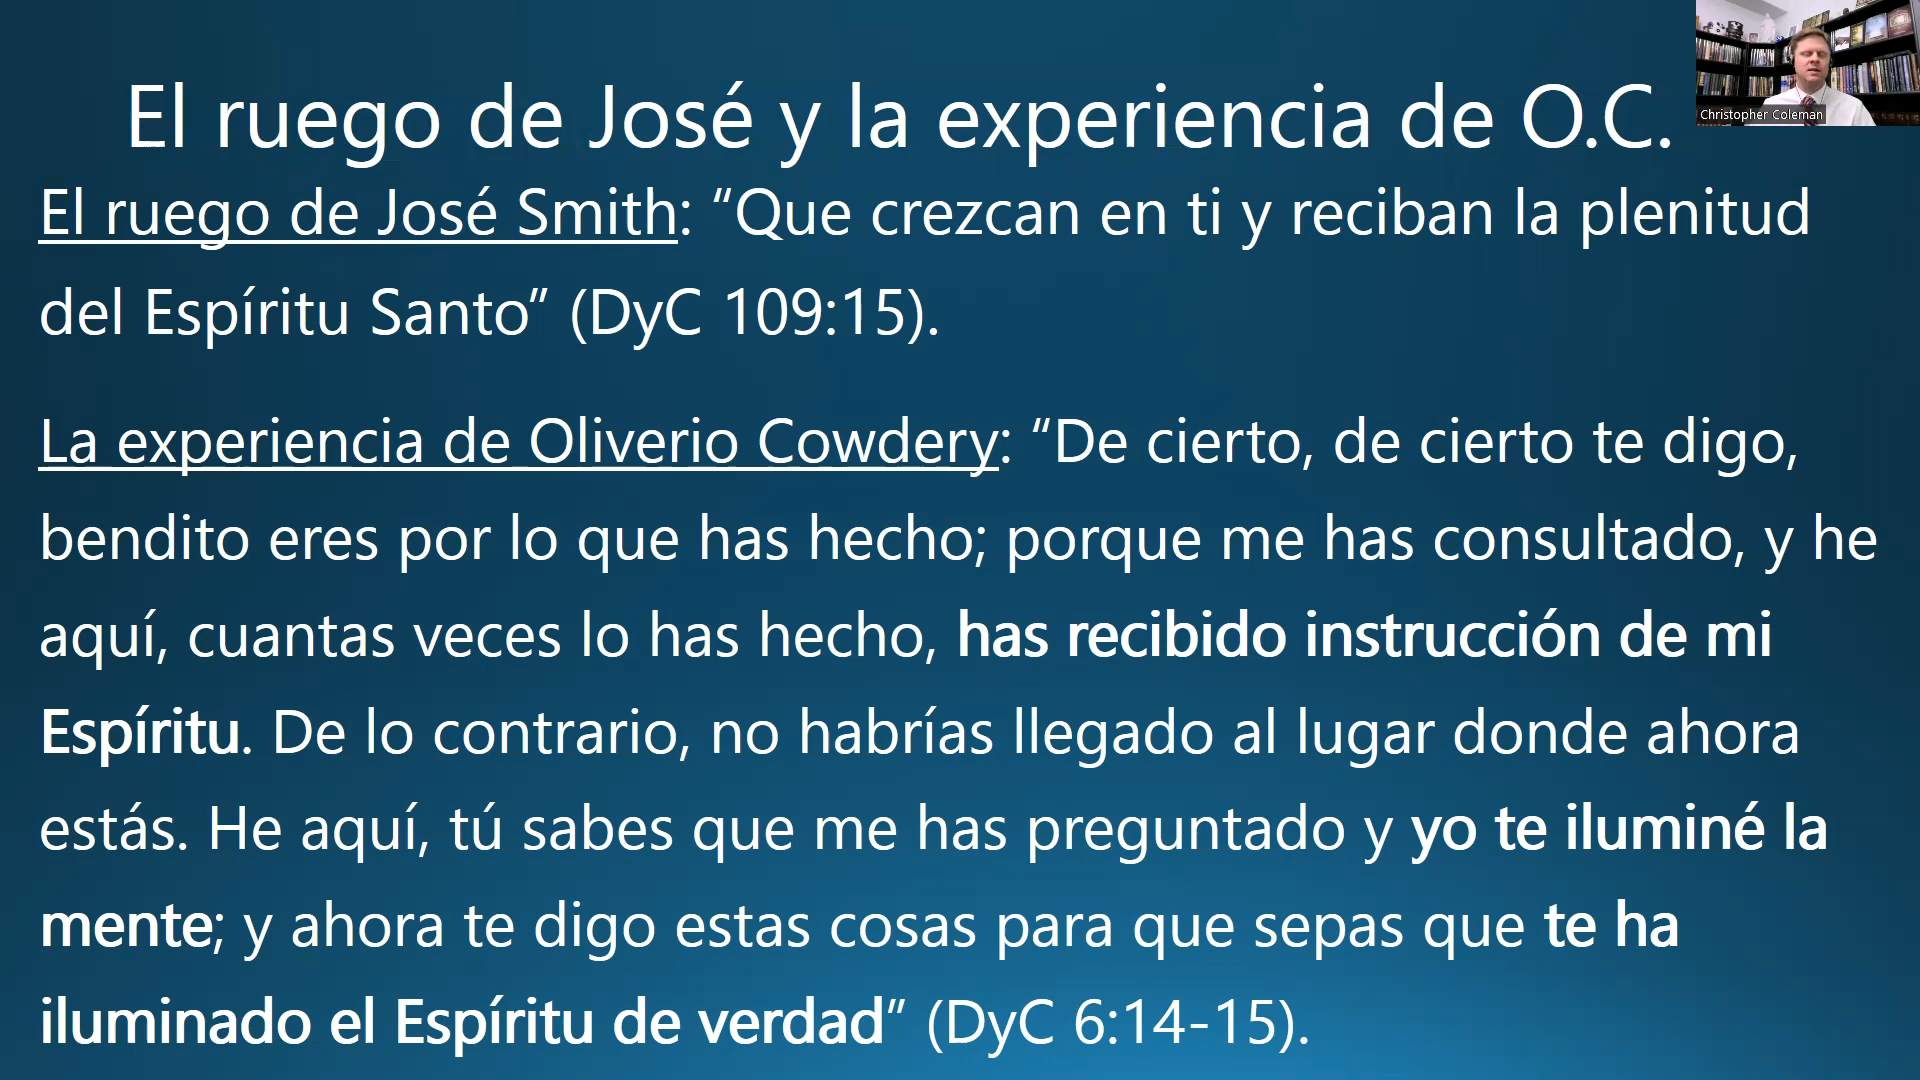 El ruego de José y la experiencia de O.C.
Christopher Coleman
El ruego de José Smith: “Que crezcan en ti y reciban la plenitud
del Espíritu Santo” (DyC 109:15).
La experiencia de Oliverio Cowdery: “De cierto, de cierto te digo,
bendito eres por lo que has hecho; porque me has consultado, y he
aquí, cuantas veces lo has hecho, has recibido instrucción de mi
Espíritu. De lo contrario, no habrías llegado al lugar donde ahora
estás. He aquí, tú sabes que me has preguntado y yo te iluminé la
mente; y ahora te digo estas cosas para que sepas que te ha
iluminado el Espíritu de verdad” (DyC 6:14-15).